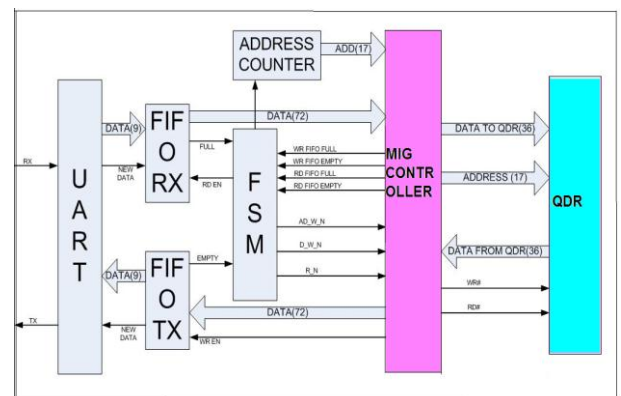 ADDRESS
COUNTER
ADD(17)
DATA(9)
FIF
O
RX
DATA(72)
FULL
NEW
DATA
RD EN
RX
U
A
R
T
F
S
M
WR FIFO FULL
WR FIFO EMPTY
RD FIFO FULL
RD FIFO EMPTY
AD_W_N
D_W_N
R_N
MIG
CONTR
OLLER
DATA TO QDR(36)
ADDRESS (17)
DATA FROM QDR(36)
WR#
RD#
QDR
DATA(9)
FIF
O
TX
EMPTY
DATA(72)
NEW
DATA
WR EN
TX